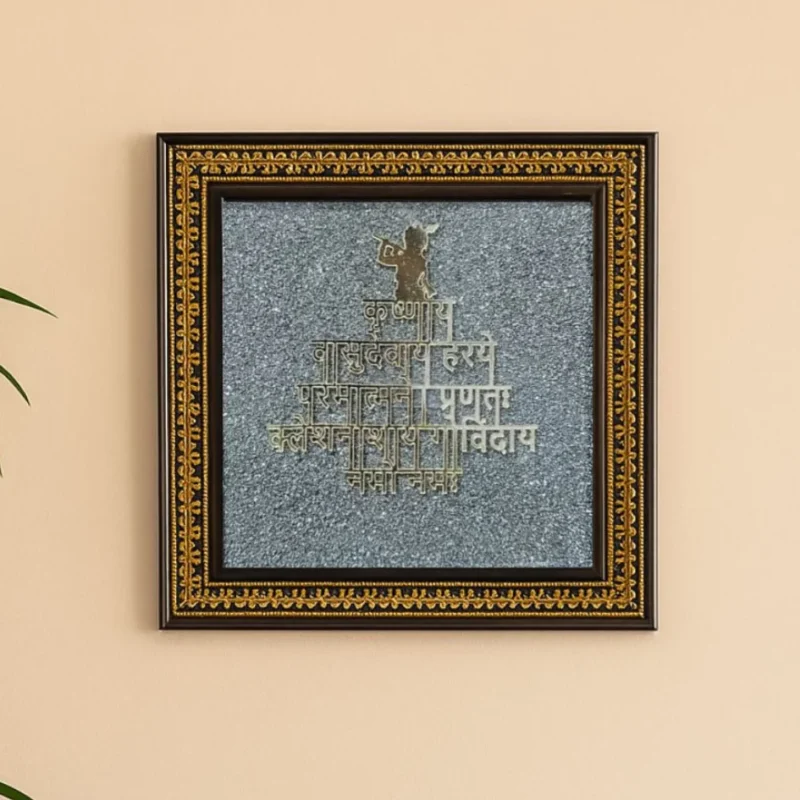 कृष्णाय
वासुदेवाय हरये
परमात्मने। प्रणतः
क्लेशनाशाय गोविंदाय
नमो नमः